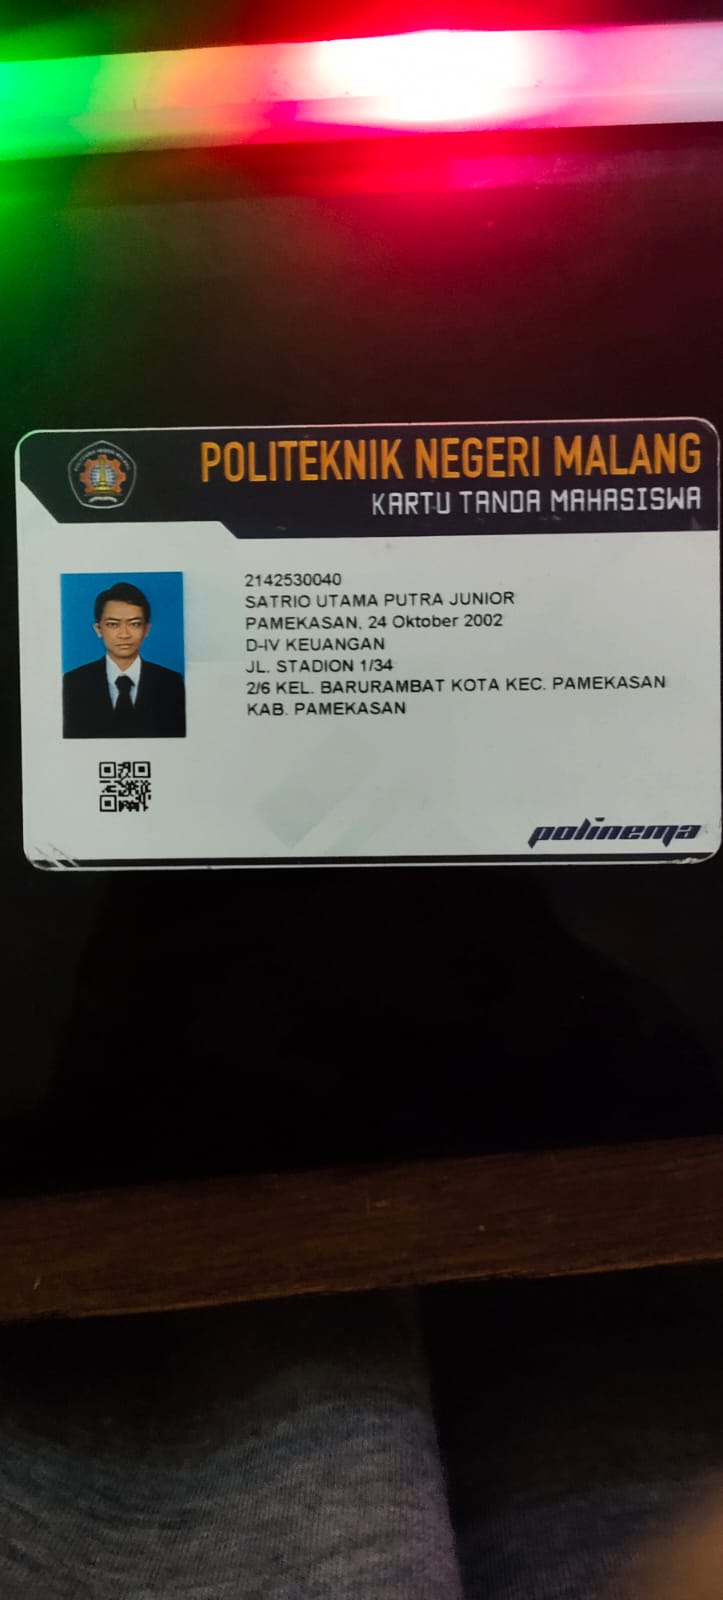 POLITEKNIK NEGERI MALANG
KARTU TANDA MAHASISWA
2142530040
SATRIO UTAMA PUTRA JUNIOR
PAMEKASAN, 24 Oktober 2002
D-IV KEUANGAN
JL. STADION 1/34
2/6 KEL. BARURAMBAT KOTA KEC. PAMEKASAN
KAB. PAMEKASAN
polinema